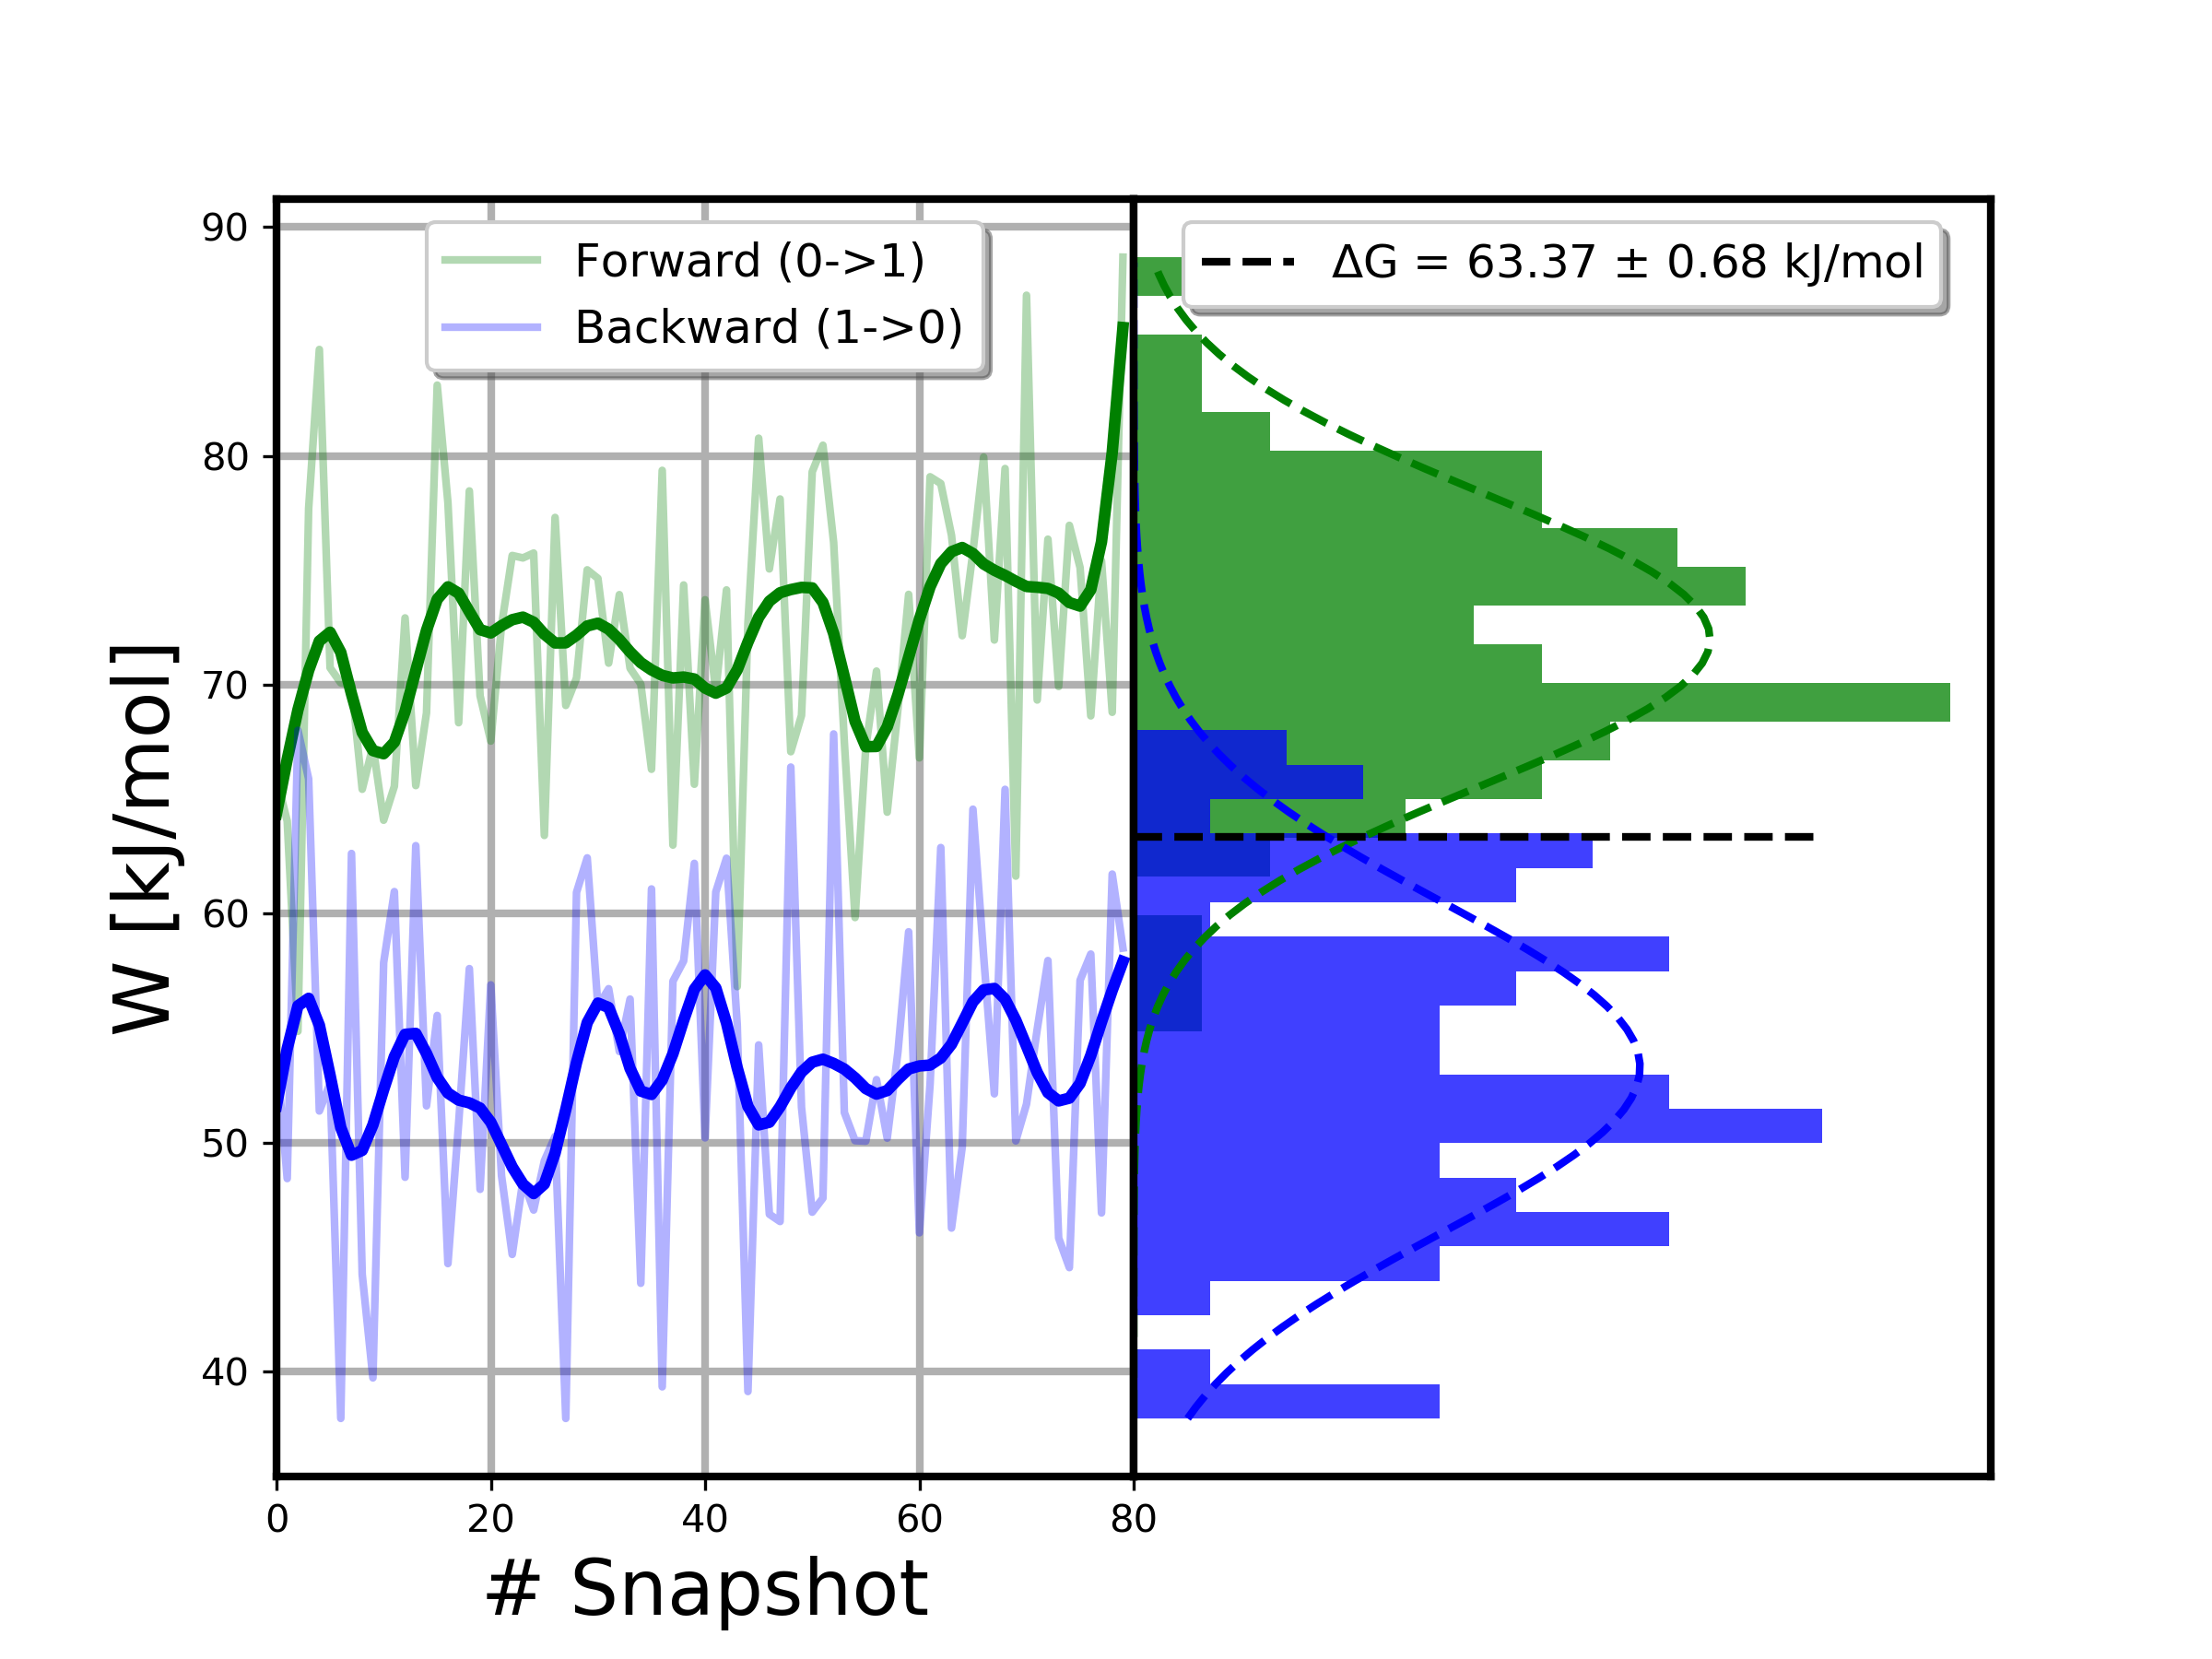 90
80
70
60
50
40
W [kJ/mol]
Forward (0->1)
Backward (1->0)
0
20
40
60
80
# Snapshot
ΔG = 63.37 ± 0.68 kJ/mol